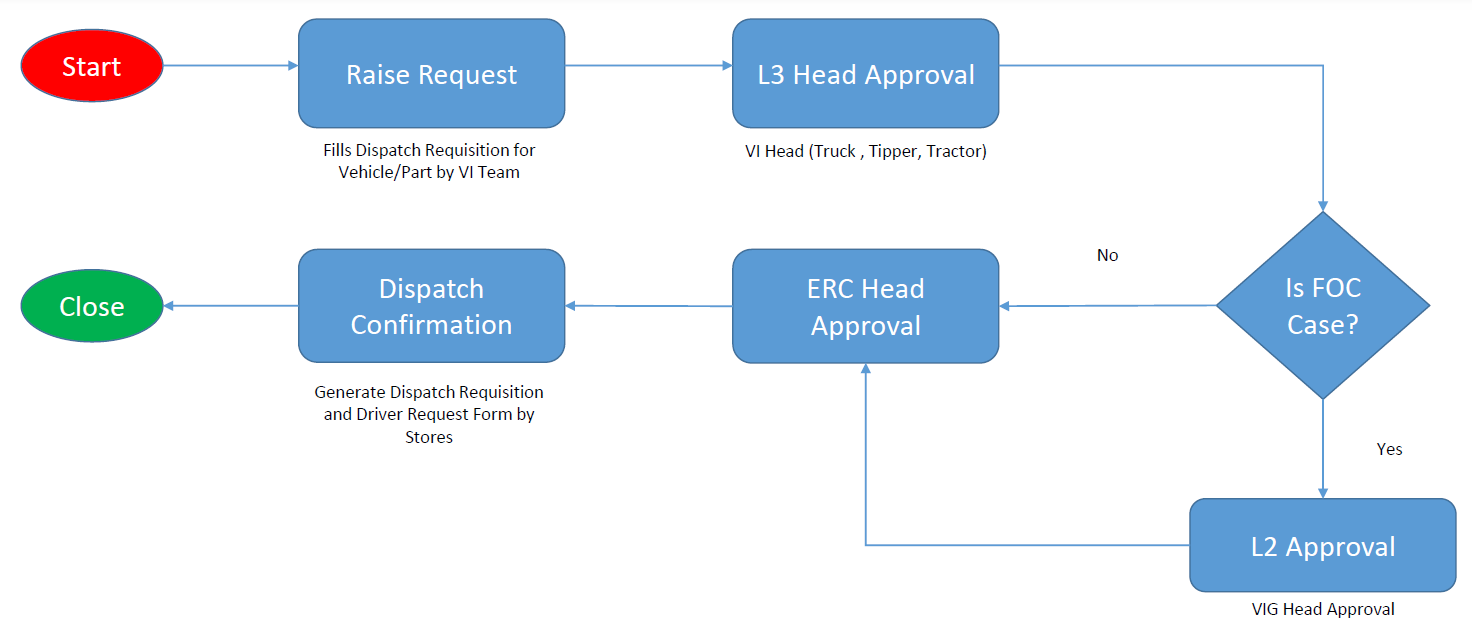 Start
Raise Request
Fills Dispatch Requisition for
Vehicle/Part by VI Team
L3 Head Approval
VI Head (Truck , Tipper, Tractor)
Is FOC
Case?
No
Yes
L2 Approval
VIG Head Approval
ERC Head
Approval
Dispatch
Confirmation
Generate Dispatch Requisition
and Driver Request Form by
Stores
Close